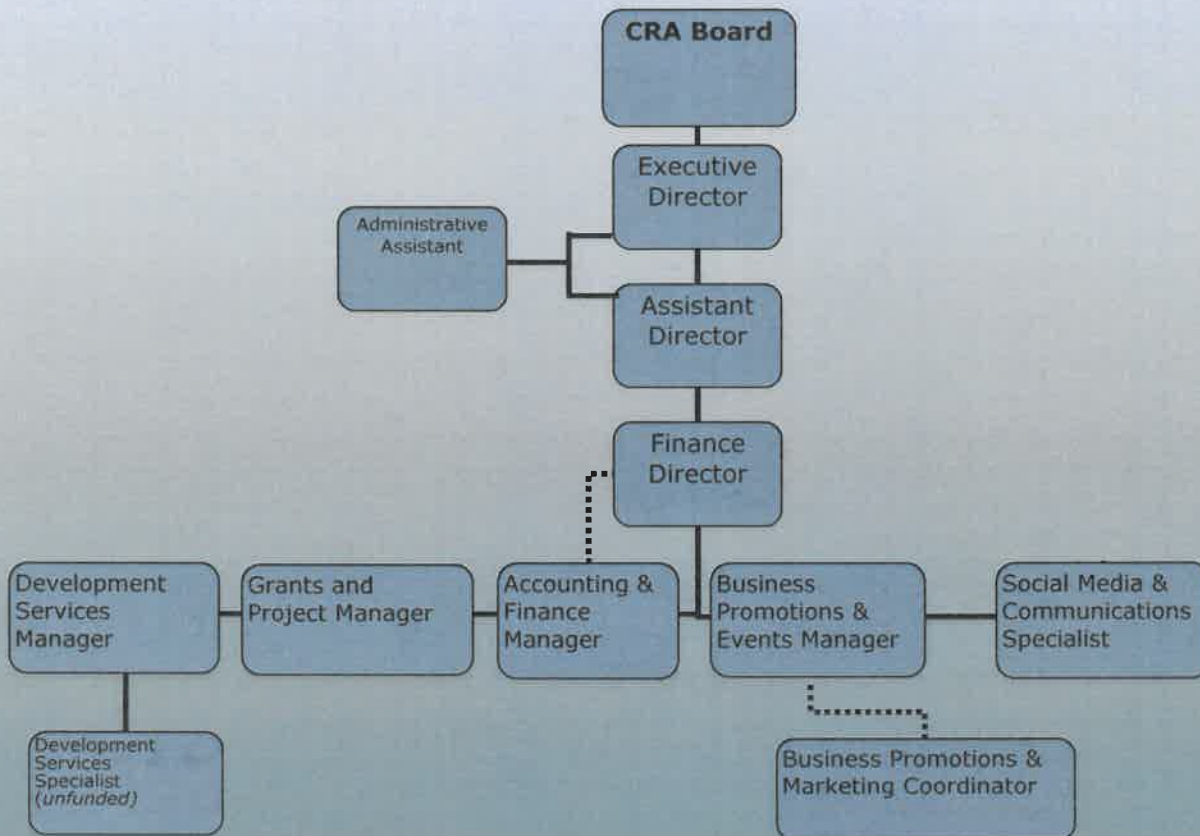 CRA Board
Executive
Director
Administrative
Assistant
Assistant
Director
Finance
Director
Development
Services
Manager
Grants and
Project Manager
Accounting &
Finance
Manager
Business
Promotions &
Events Manager
Social Media &
Communications
Specialist
Development
Services
Specialist
(unfunded)
Business Promotions &
Marketing Coordinator